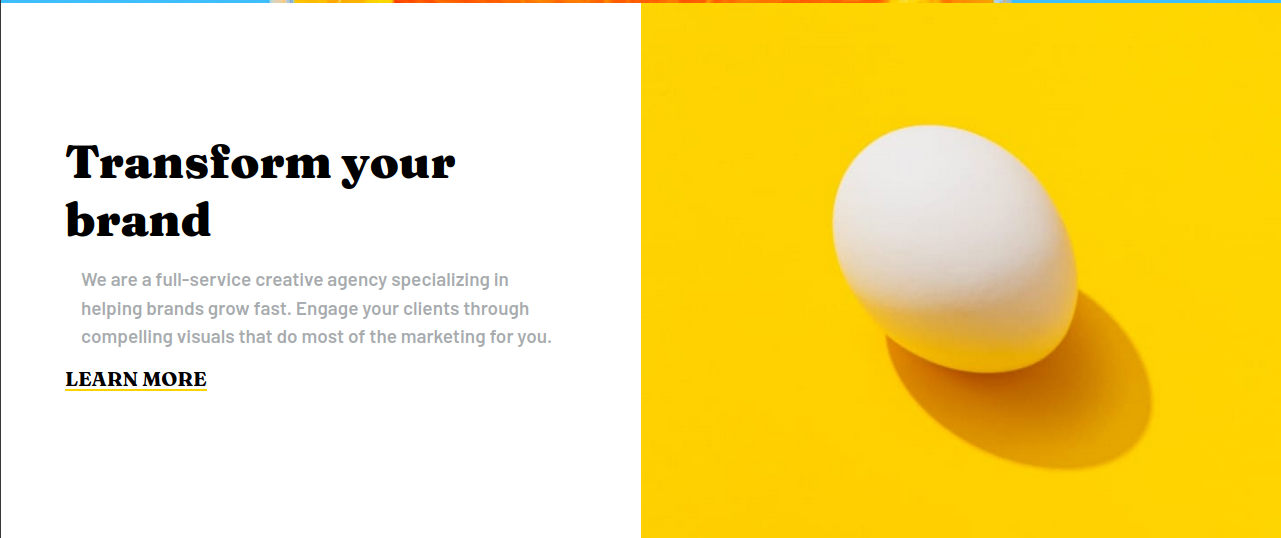 Transform your
brand
We are a full-service creative agency specializing in
helping brands grow fast. Engage your clients through
compelling visuals that do most of the marketing for you.
LEARN MORE